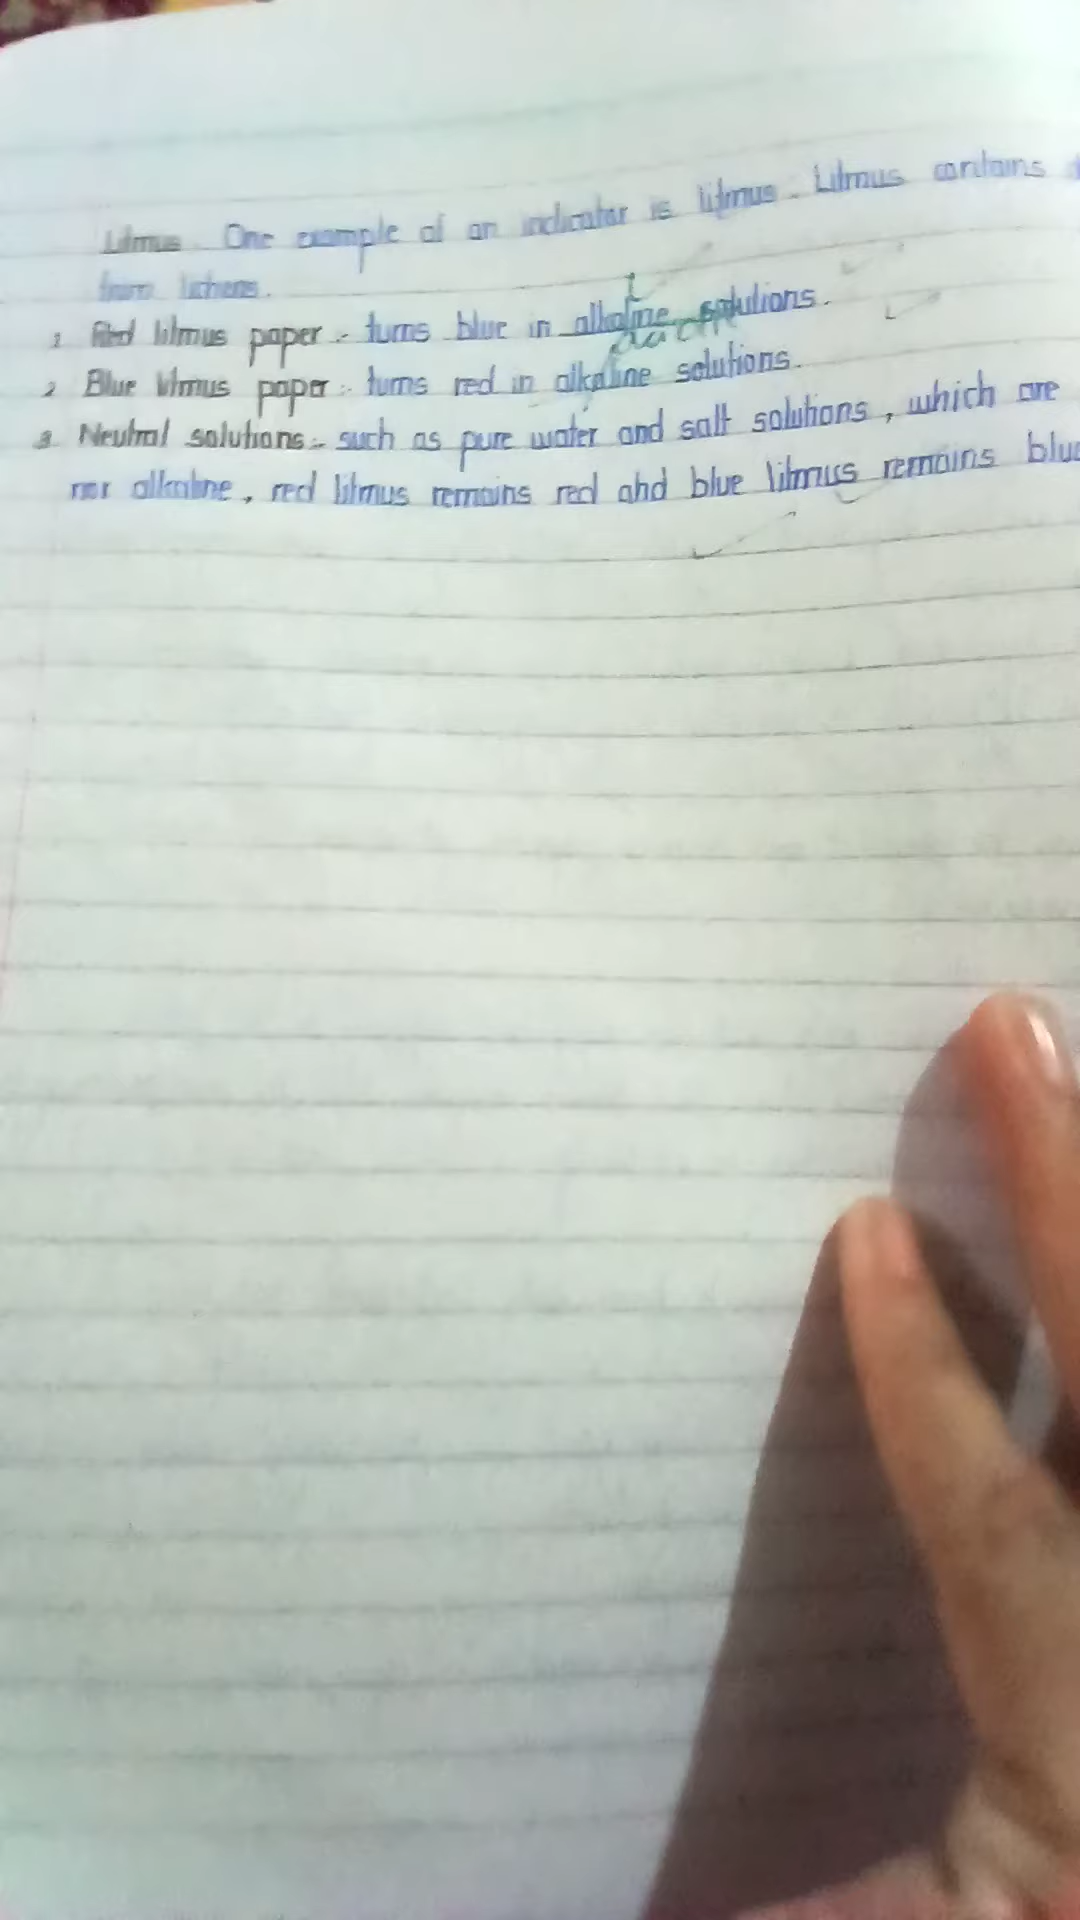 Litmus. One example of an indicator is litmus. Litmus contains
from lichens.
1 Red litmus paper :- turns blue in alkaline solutions.
2 Blue litmus paper :- turns red in alkaline solutions.
3. Neutral solutions :- such as pure water and salt solutions, which are
nor alkaline, red litmus remains red and blue litmus remains blue